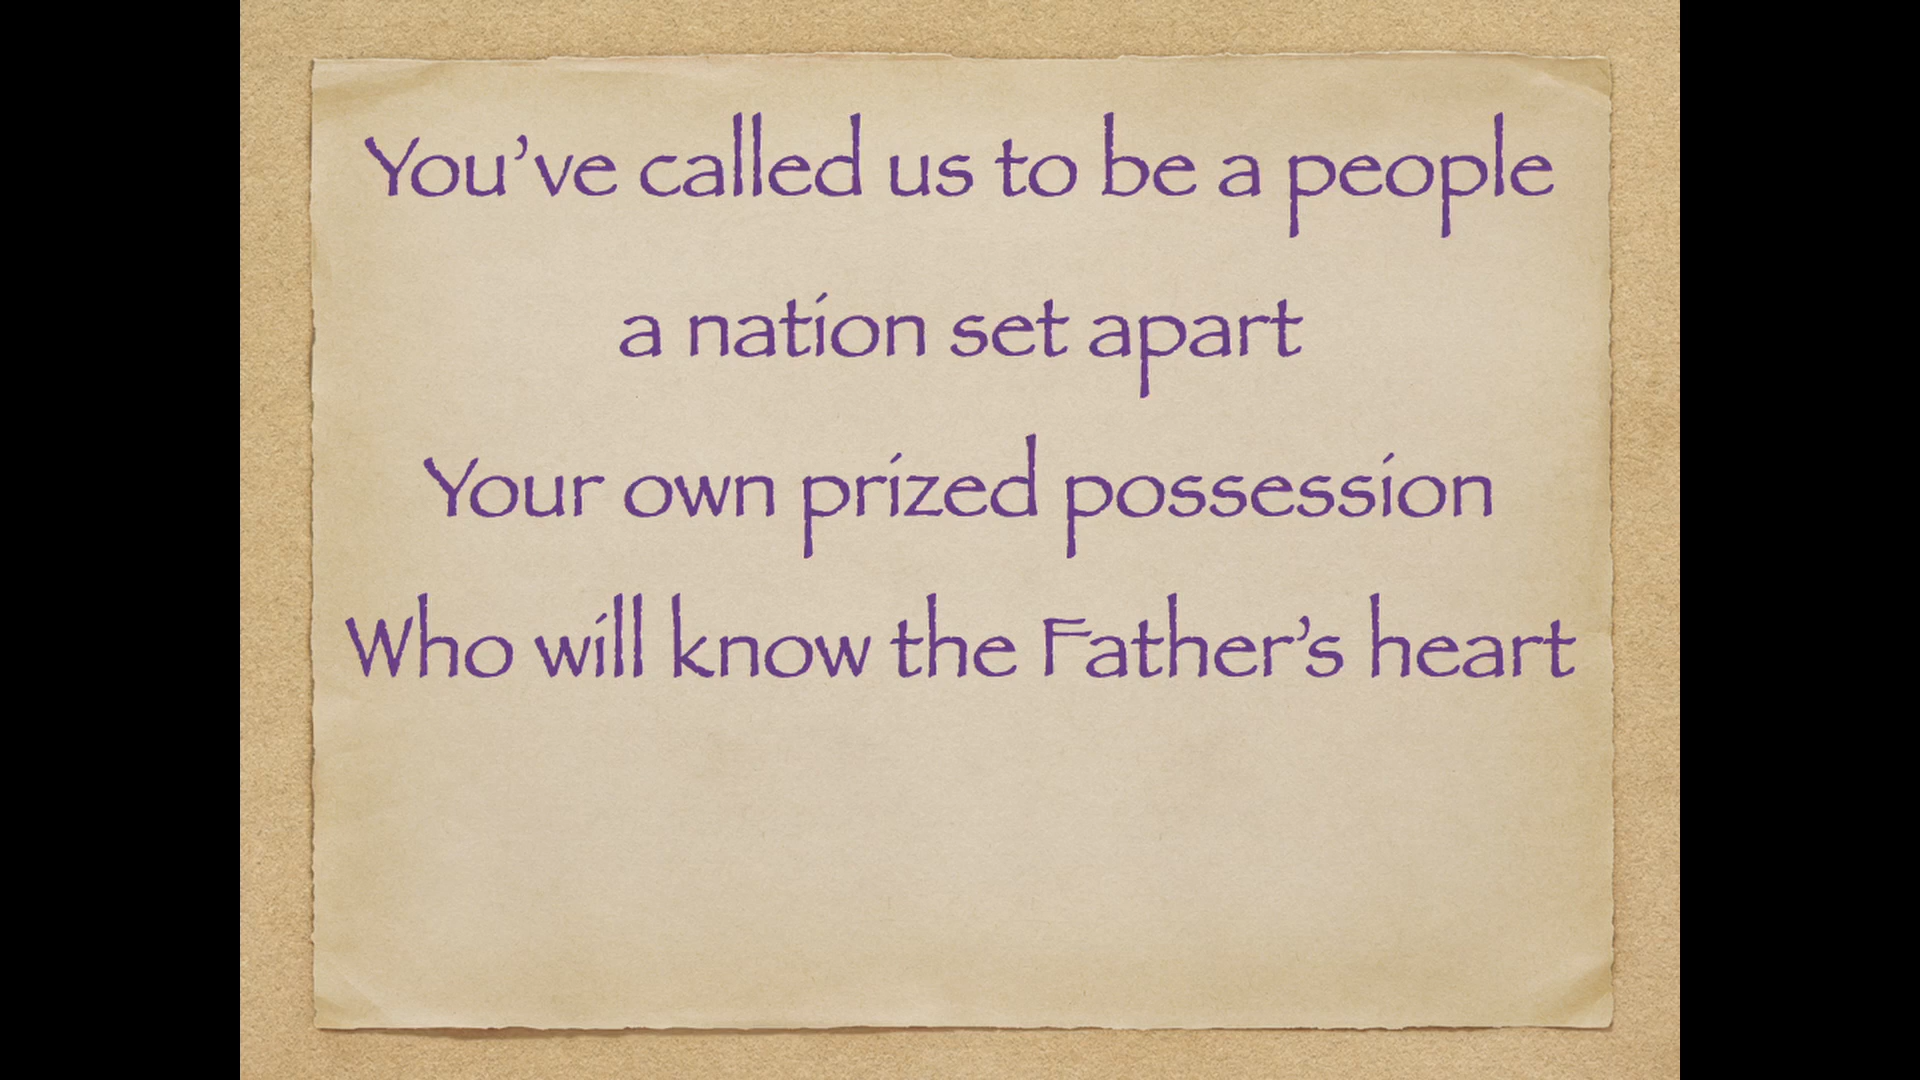 You’ve called us to be a people
a nation set apart
Your own prized possession
Who will know the Father’s heart